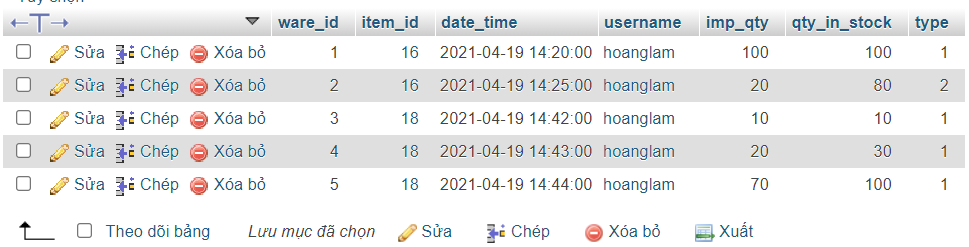 ware_id item_id date_time username imp_qty qty_in_stock type
Sửa Chép Xóa bỏ 1 16 2021-04-19 14:20:00 hoanglam 100 100 1
Sửa Chép Xóa bỏ 2 16 2021-04-19 14:25:00 hoanglam 20 80 2
Sửa Chép Xóa bỏ 3 18 2021-04-19 14:42:00 hoanglam 10 10 1
Sửa Chép Xóa bỏ 4 18 2021-04-19 14:43:00 hoanglam 20 30 1
Sửa Chép Xóa bỏ 5 18 2021-04-19 14:44:00 hoanglam 70 100 1
Theo dõi bảng Lưu mục đã chọn Sửa Chép Xóa bỏ Xuất